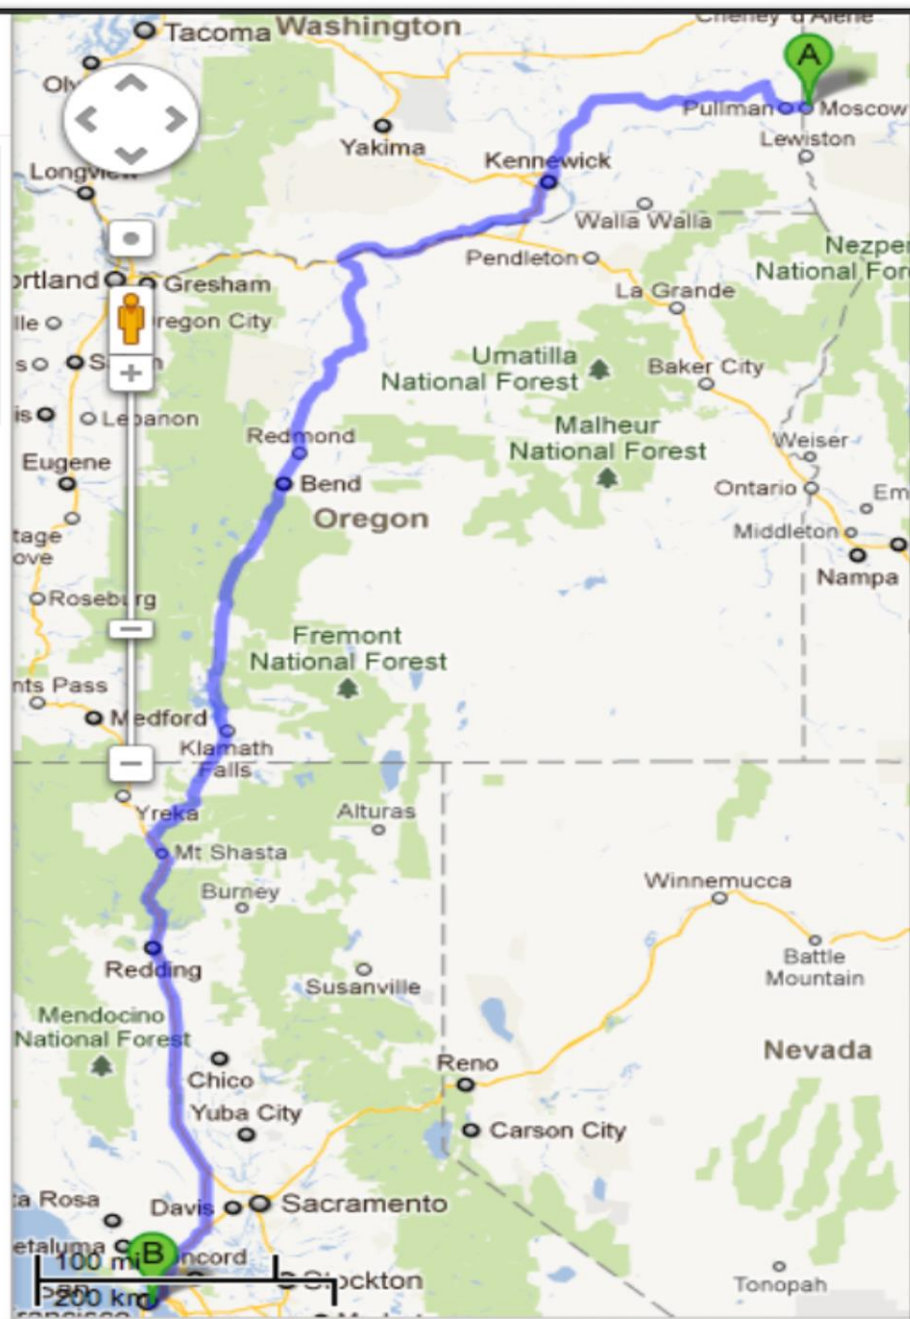 Tacoma
Washington
A
Yakima
Pullman
Moscow
Lewiston
Kennewick
Walla Walla
Pendleton
Gresham
La Grande
Umatilla
National Forest
Baker City
Malheur
National Forest
Redmond
Eugene
Bend
Weiser
Ontario
Oregon
Middleton
Nampa
Roseburg
Fremont
National Forest
Medford
Klamath
Falls
Yreka
Alturas
Mt Shasta
Burney
Winnemucca
Redding
Susanville
Battle
Mountain
Mendocino
National Forest
Nevada
Reno
Chico
Yuba City
Carson City
Davis
Sacramento
B
100 mi
Stockton
200 km
Tonopah